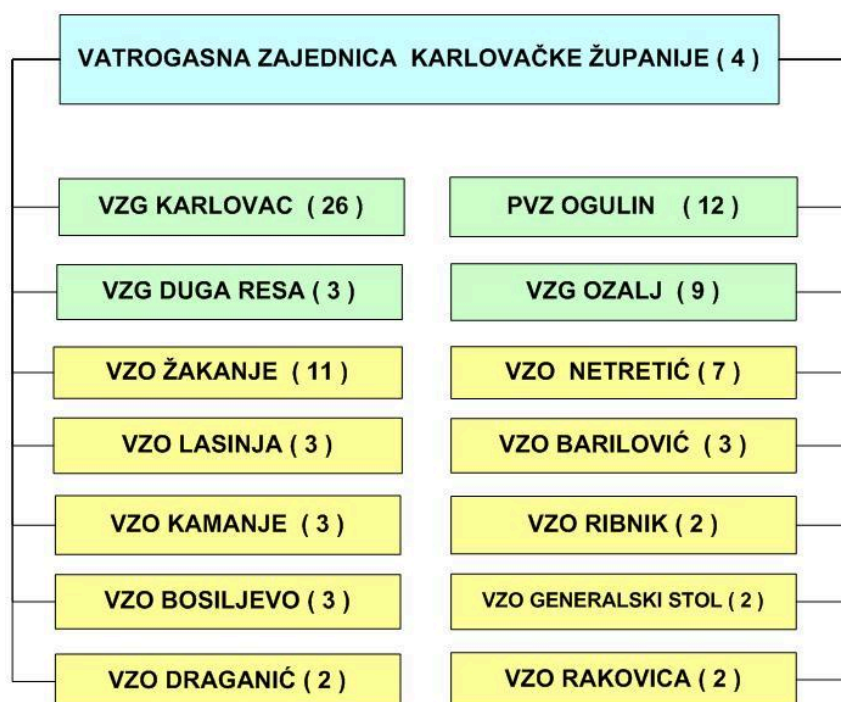 VATROGASNA ZAJEDNICA KARLOVAČKE ŽUPANIJE ( 4 )
VZG KARLOVAC ( 26 )
PVZ OGULIN ( 12 )
VZG DUGA RESA ( 3 )
VZG OZALJ ( 9 )
VZO ŽAKANJE ( 11 )
VZO NETRETIĆ ( 7 )
VZO LASINJA ( 3 )
VZO BARILOVIĆ ( 3 )
VZO KAMANJE ( 3 )
VZO RIBNIK ( 2 )
VZO BOSILJEVO ( 3 )
VZO GENERALSKI STOL ( 2 )
VZO DRAGANIĆ ( 2 )
VZO RAKOVICA ( 2 )